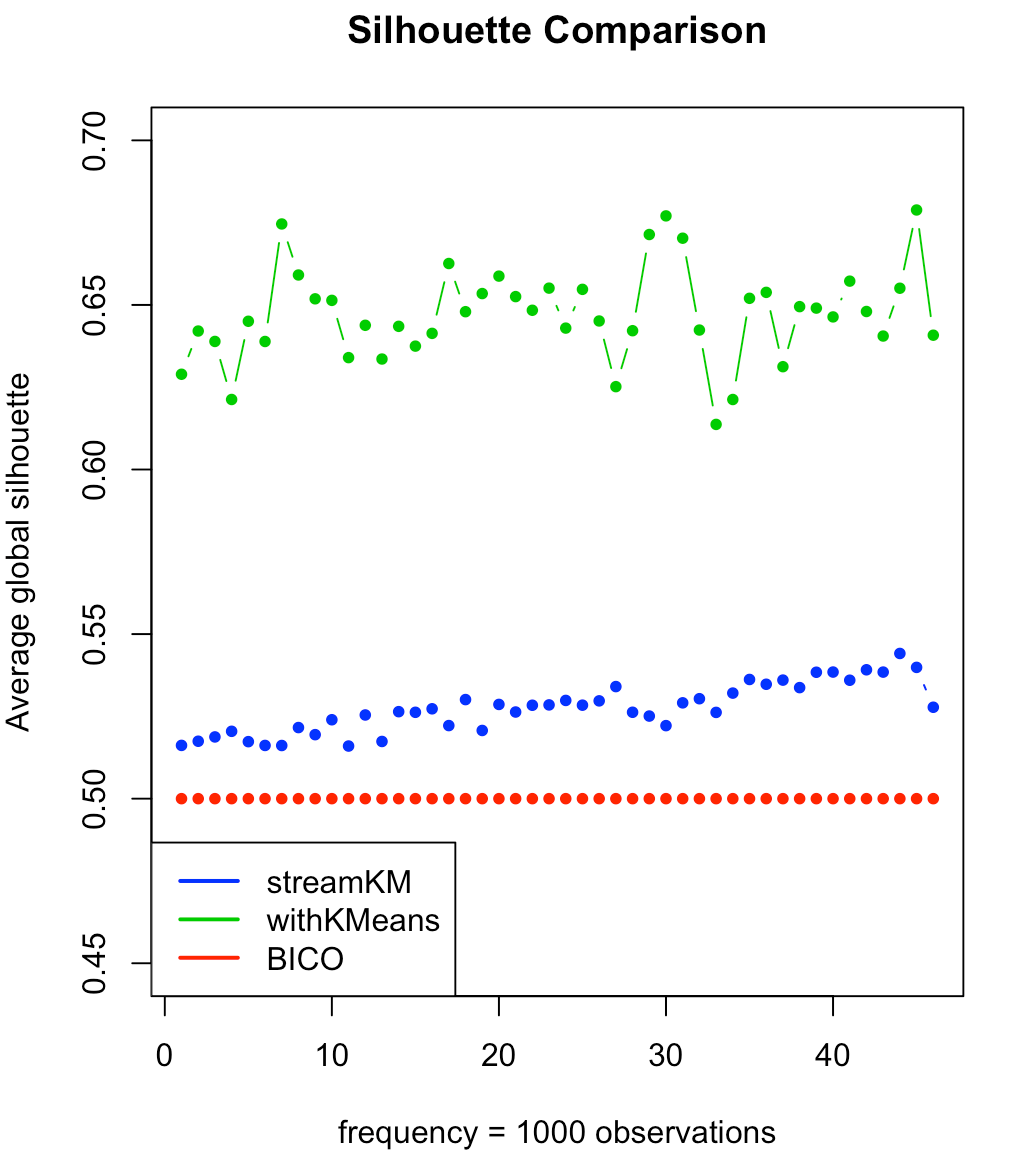 Silhouette Comparison
Average global silhouette
0.70
0.65
0.60
0.55
0.50
0.45
streamKM
withKMeans
BICO
0 10 20 30 40
frequency = 1000 observations